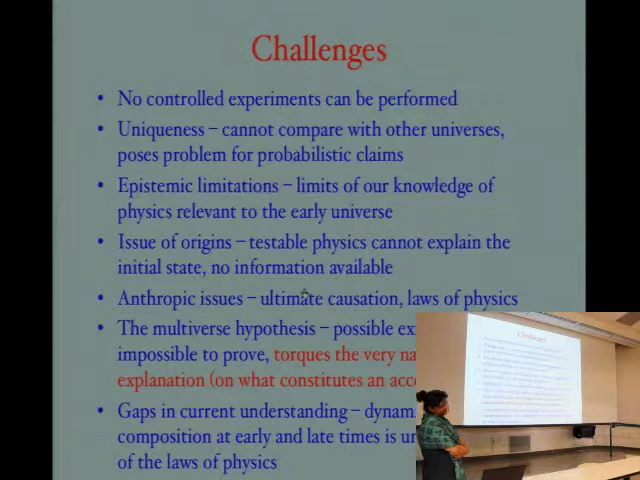 Challenges
• No controlled experiments can be performed
• Uniqueness – cannot compare with other universes,
poses problem for probabilistic claims
• Epistemic limitations – limits of our knowledge of
physics relevant to the early universe
• Issue of origins – testable physics cannot explain the
initial state, no information available
• Anthropic issues – ultimate causation, laws of physics
• The multiverse hypothesis – possible
impossible to prove, torques the very
explanation (on what constitutes an
• Gaps in current understanding –
composition at early and late times is
of the laws of physics
Challenges